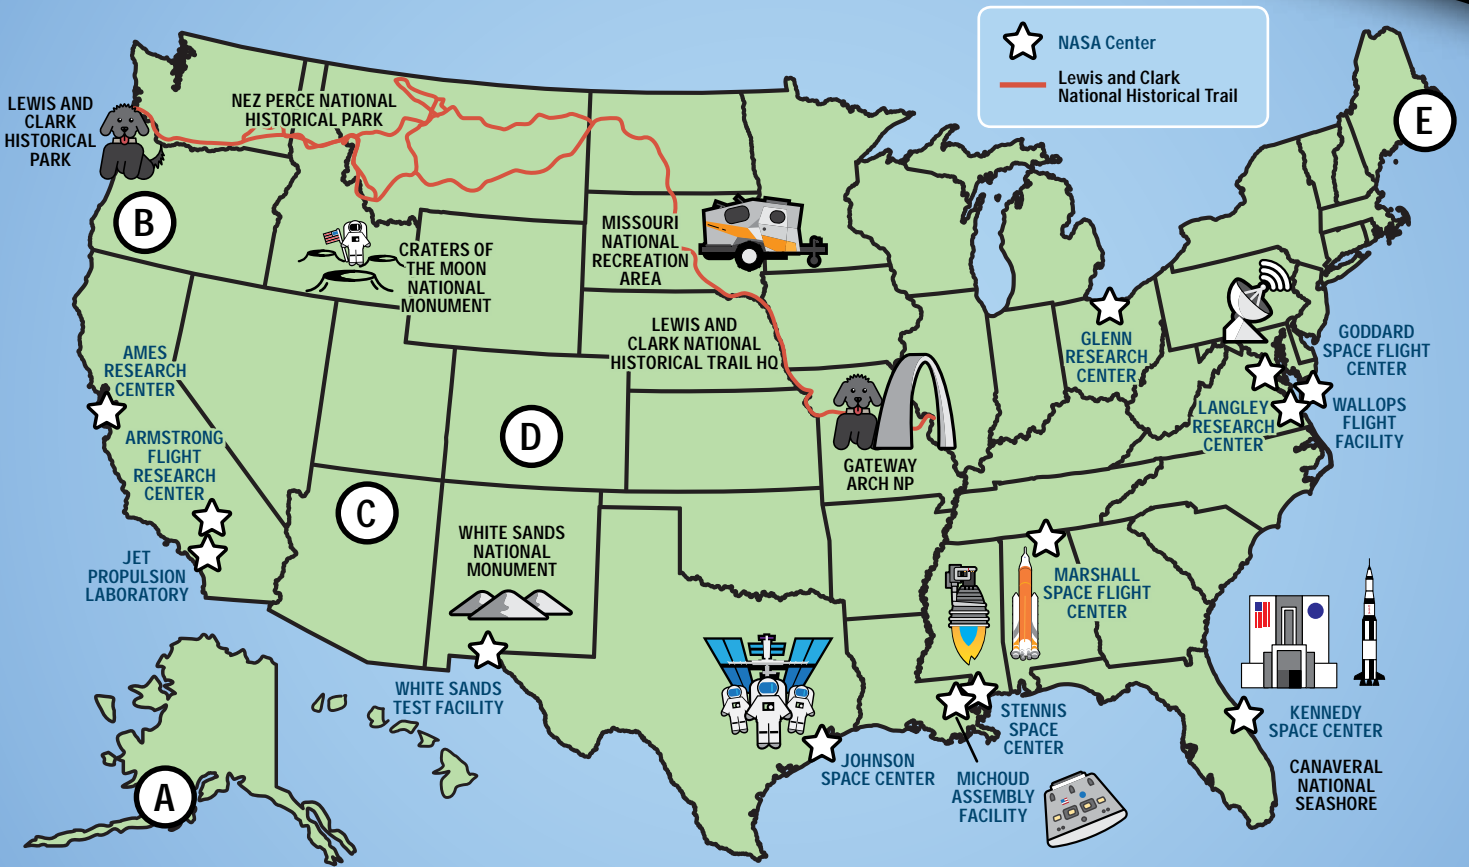 NASA Center
Lewis and Clark
National Historical Trail
E
LEWIS AND
CLARK
HISTORICAL
PARK
NEZ PERCE NATIONAL
HISTORICAL PARK
B
CRATERS OF
THE MOON
NATIONAL
MONUMENT
MISSOURI
NATIONAL
RECREATION
AREA
LEWIS AND
CLARK NATIONAL
HISTORICAL TRAIL HQ
GLENN
RESEARCH
CENTER
GODDARD
SPACE FLIGHT
CENTER
AMES
RESEARCH
CENTER
LANGLEY
RESEARCH
CENTER
WALLOPS
FLIGHT
FACILITY
ARMSTRONG
FLIGHT
RESEARCH
CENTER
D
GATEWAY
ARCH NP
C
WHITE SANDS
NATIONAL
MONUMENT
JET
PROPULSION
LABORATORY
MARSHALL
SPACE FLIGHT
CENTER
WHITE SANDS
TEST FACILITY
STENNIS
SPACE
CENTER
KENNEDY
SPACE CENTER
JOHNSON
SPACE CENTER
MICHOUD
ASSEMBLY
FACILITY
CANAVERAL
NATIONAL
SEASHORE
A